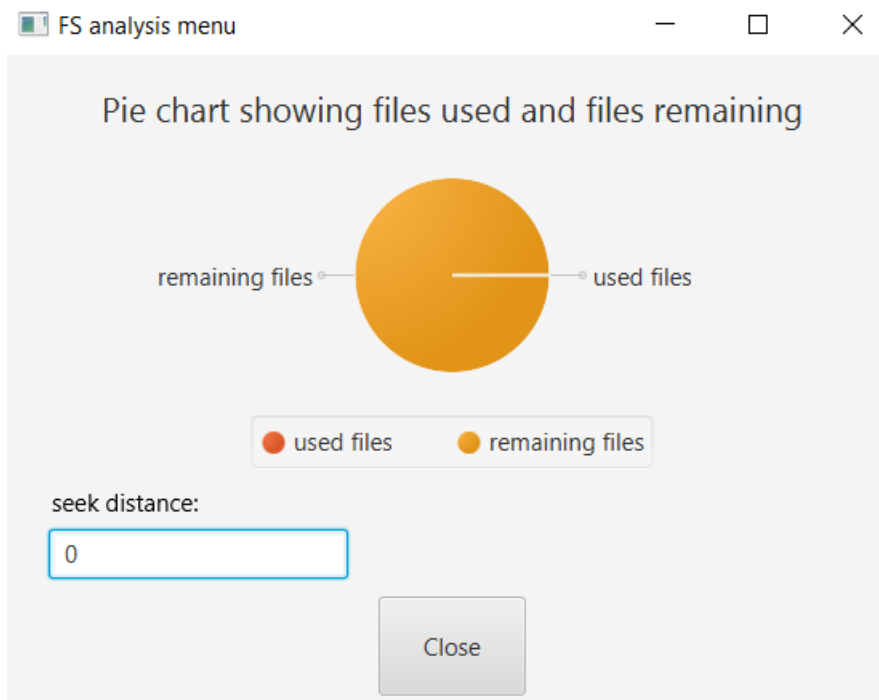 FS analysis menu
Pie chart showing files used and files remaining
remaining files
used files
used files
remaining files
seek distance:
0
Close